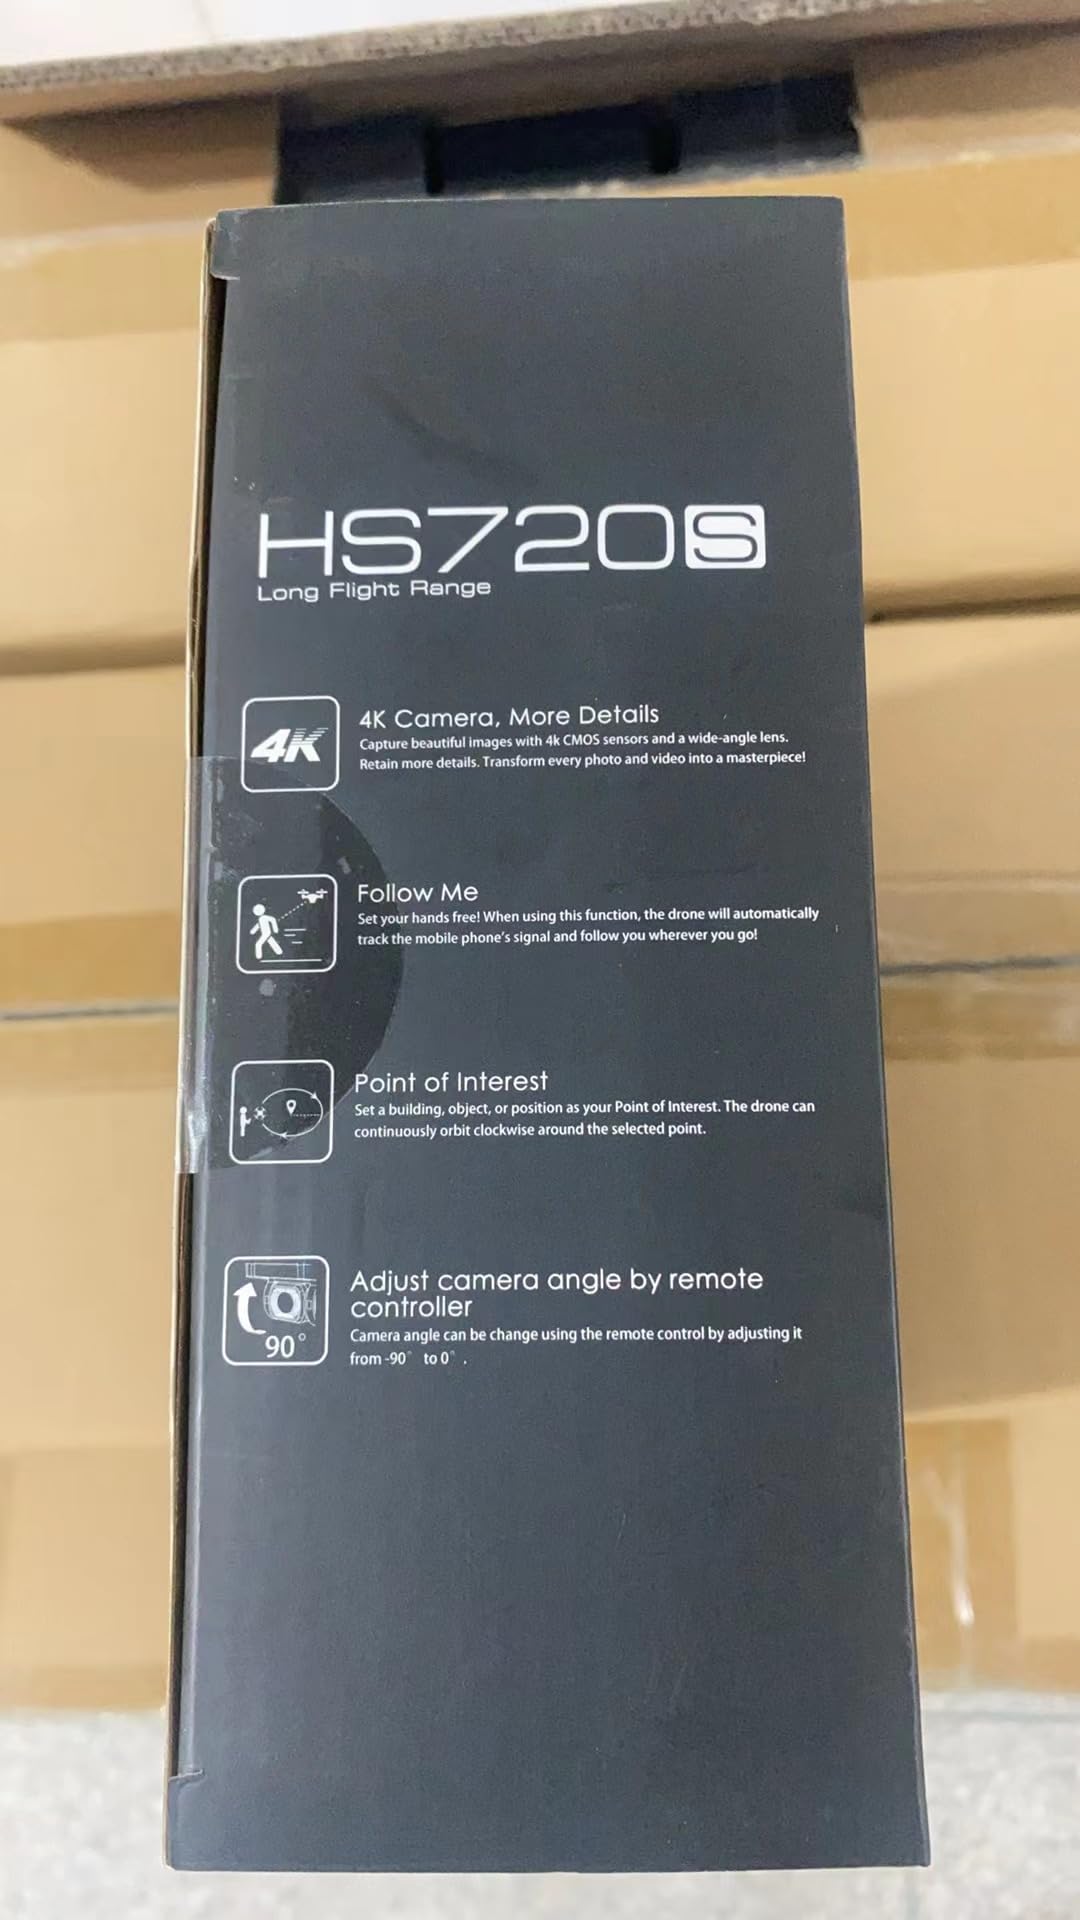 HS720S
Long Flight Range
4K
4K Camera, More Details
Capture beautiful images with 4k CMOS sensors and a wide-angle lens.
Retain more details. Transform every photo and video into a masterpiece!
Follow Me
Set your hands free! When using this function, the drone will automatically
track the mobile phone's signal and follow you wherever you go!
Point of Interest
Set a building, object, or position as your Point of Interest. The drone can
continuously orbit clockwise around the selected point.
90°
Adjust camera angle by remote
controller
Camera angle can be change using the remote control by adjusting it
from -90° to 0°.